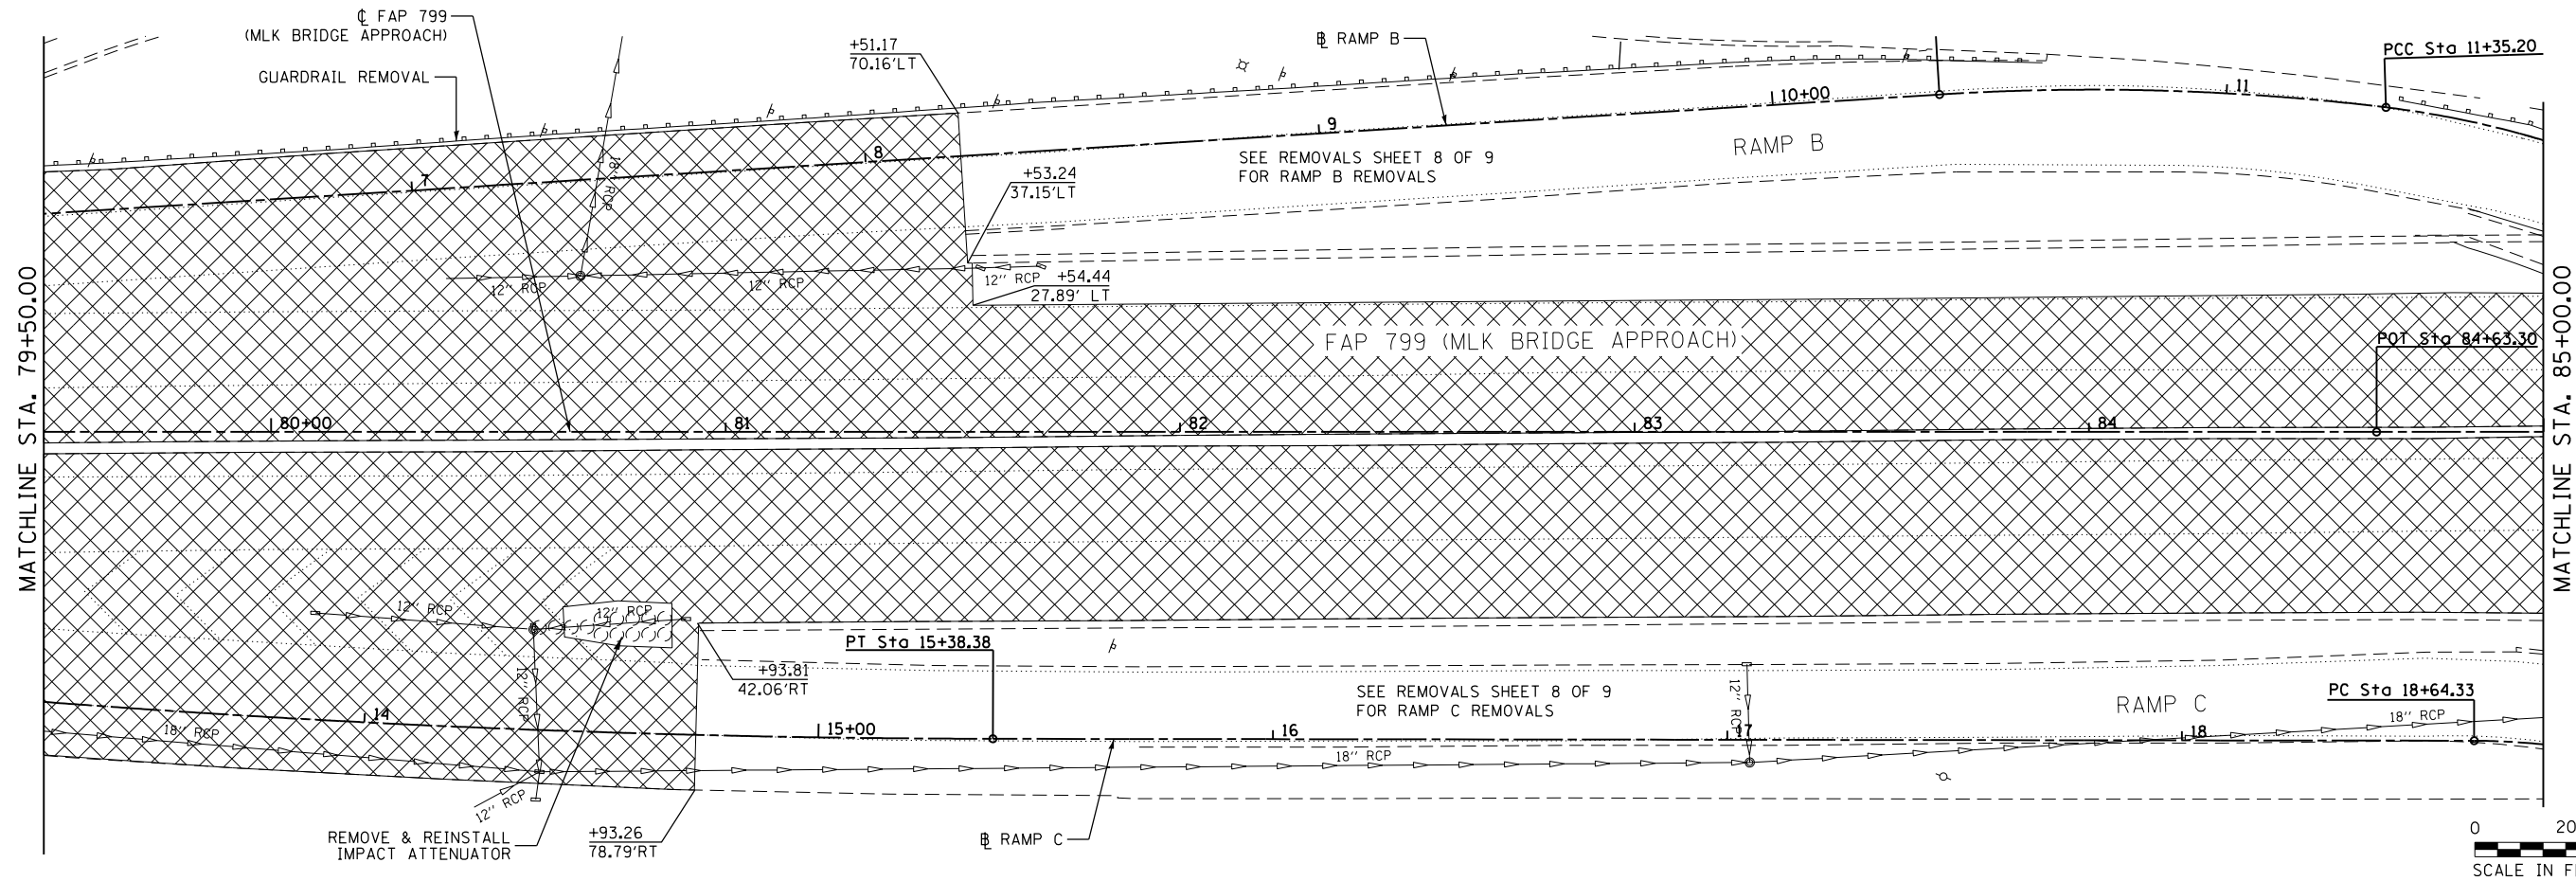 ℄ FAP 799
(MLK BRIDGE APPROACH)
GUARDRAIL REMOVAL
+51.17
70.16'LT
℄ RAMP B
PCC Sta 11+35.20
10+00
11
9
8
7
RAMP B
SEE REMOVALS SHEET 8 OF 9
FOR RAMP B REMOVALS
18" RCP
+53.24
37.15'LT
12" RCP
12" RCP
12" RCP
+54.44
27.89' LT
FAP 799 (MLK BRIDGE APPROACH)
POT Sta 84+63.30
MATCHLINE STA. 79+50.00
MATCHLINE STA. 85+00.00
80+00
81
82
83
84
12" RCP
12" RCP
12" RCP
PT Sta 15+38.38
+93.81
42.06'RT
SEE REMOVALS SHEET 8 OF 9
FOR RAMP C REMOVALS
12" RCP
RAMP C
PC Sta 18+64.33
14
15+00
16
17
18
18" RCP
18" RCP
18" RCP
12" RCP
REMOVE & REINSTALL
IMPACT ATTENUATOR
+93.26
78.79'RT
℄ RAMP C
0 20
SCALE IN